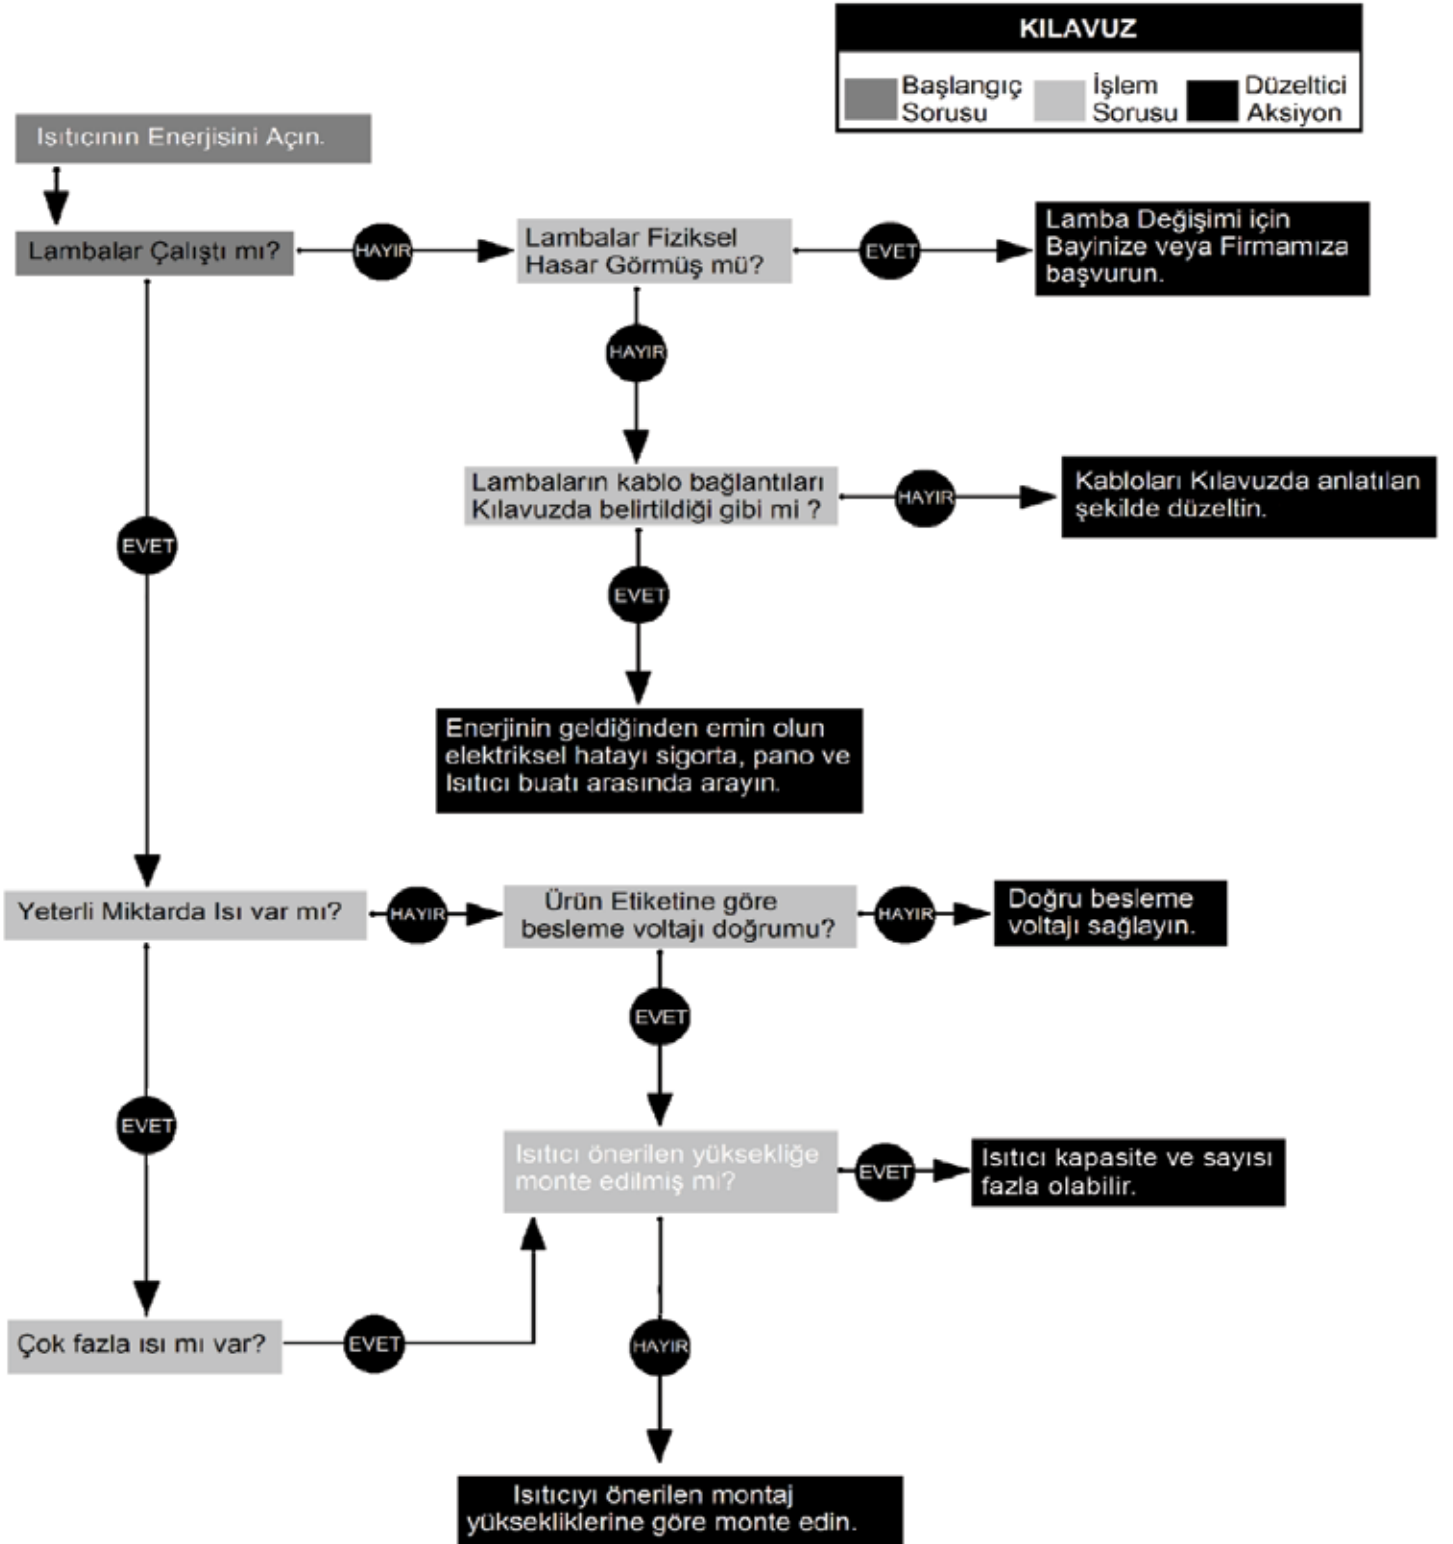 KILAVUZ
Başlangıç
Sorusu
İşlem
Sorusu
Düzeltici
Aksiyon
Isıtıcının Enerjisini Açın.
Lambalar Çalıştı mı?
HAYIR
Lambalar Fiziksel
Hasar Görmüş mü?
EVET
Lamba Değişimi için
Bayinize veya Firmamıza
başvurun.
HAYIR
Lambaların kablo bağlantıları
Kılavuzda belirtildiği gibi mi ?
HAYIR
Kabloları Kılavuzda anlatılan
şekilde düzeltin.
EVET
EVET
Enerjinin geldiğinden emin olun
elektriksel hatayı sigorta, pano ve
Isıtıcı buatı arasında arayın.
Yeterli Miktarda Isı var mı?
HAYIR
Ürün Etiketine göre
besleme voltajı doğrumu?
HAYIR
Doğru besleme
voltajı sağlayın.
EVET
EVET
Isıtıcı önerilen yüksekliğe
monte edilmiş mi?
EVET
Isıtıcı kapasite ve sayısı
fazla olabilir.
Çok fazla ısı mı var?
EVET
HAYIR
Isıtıcıyı önerilen montaj
yüksekliklerine göre monte edin.